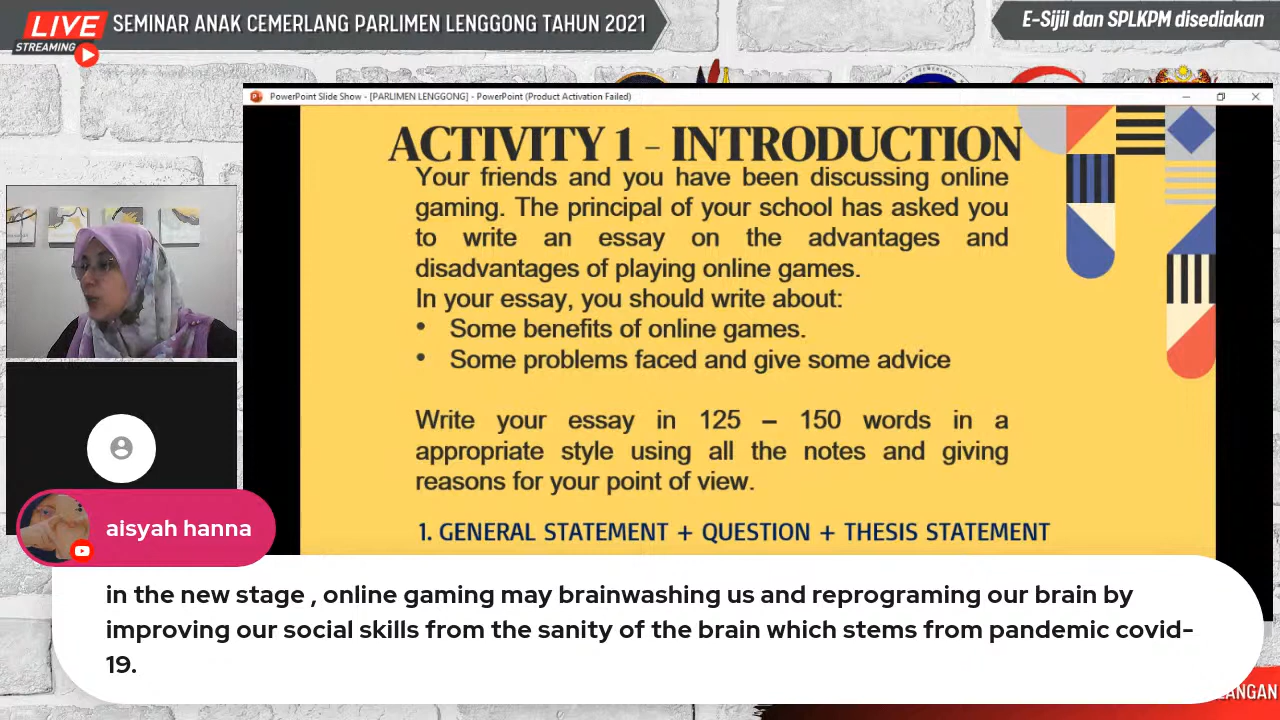 LIVE
STREAMING
SEMINAR ANAK CEMERLANG PARLIMEN LENGGONG TAHUN 2021
E-Sijil dan SPLKPM disediakan
PowerPoint Slide Show - [PARLIMEN LENGGONG] - PowerPoint (Product Activation Failed)
ACTIVITY 1 - INTRODUCTION
Your friends and you have been discussing online
gaming. The principal of your school has asked you
to write an essay on the advantages and
disadvantages of playing online games.
In your essay, you should write about:
• Some benefits of online games.
• Some problems faced and give some advice
Write your essay in 125 – 150 words in a
appropriate style using all the notes and giving
reasons for your point of view.
1. GENERAL STATEMENT + QUESTION + THESIS STATEMENT
aisyah hanna
in the new stage , online gaming may brainwashing us and reprograming our brain by
improving our social skills from the sanity of the brain which stems from pandemic covid-
19.